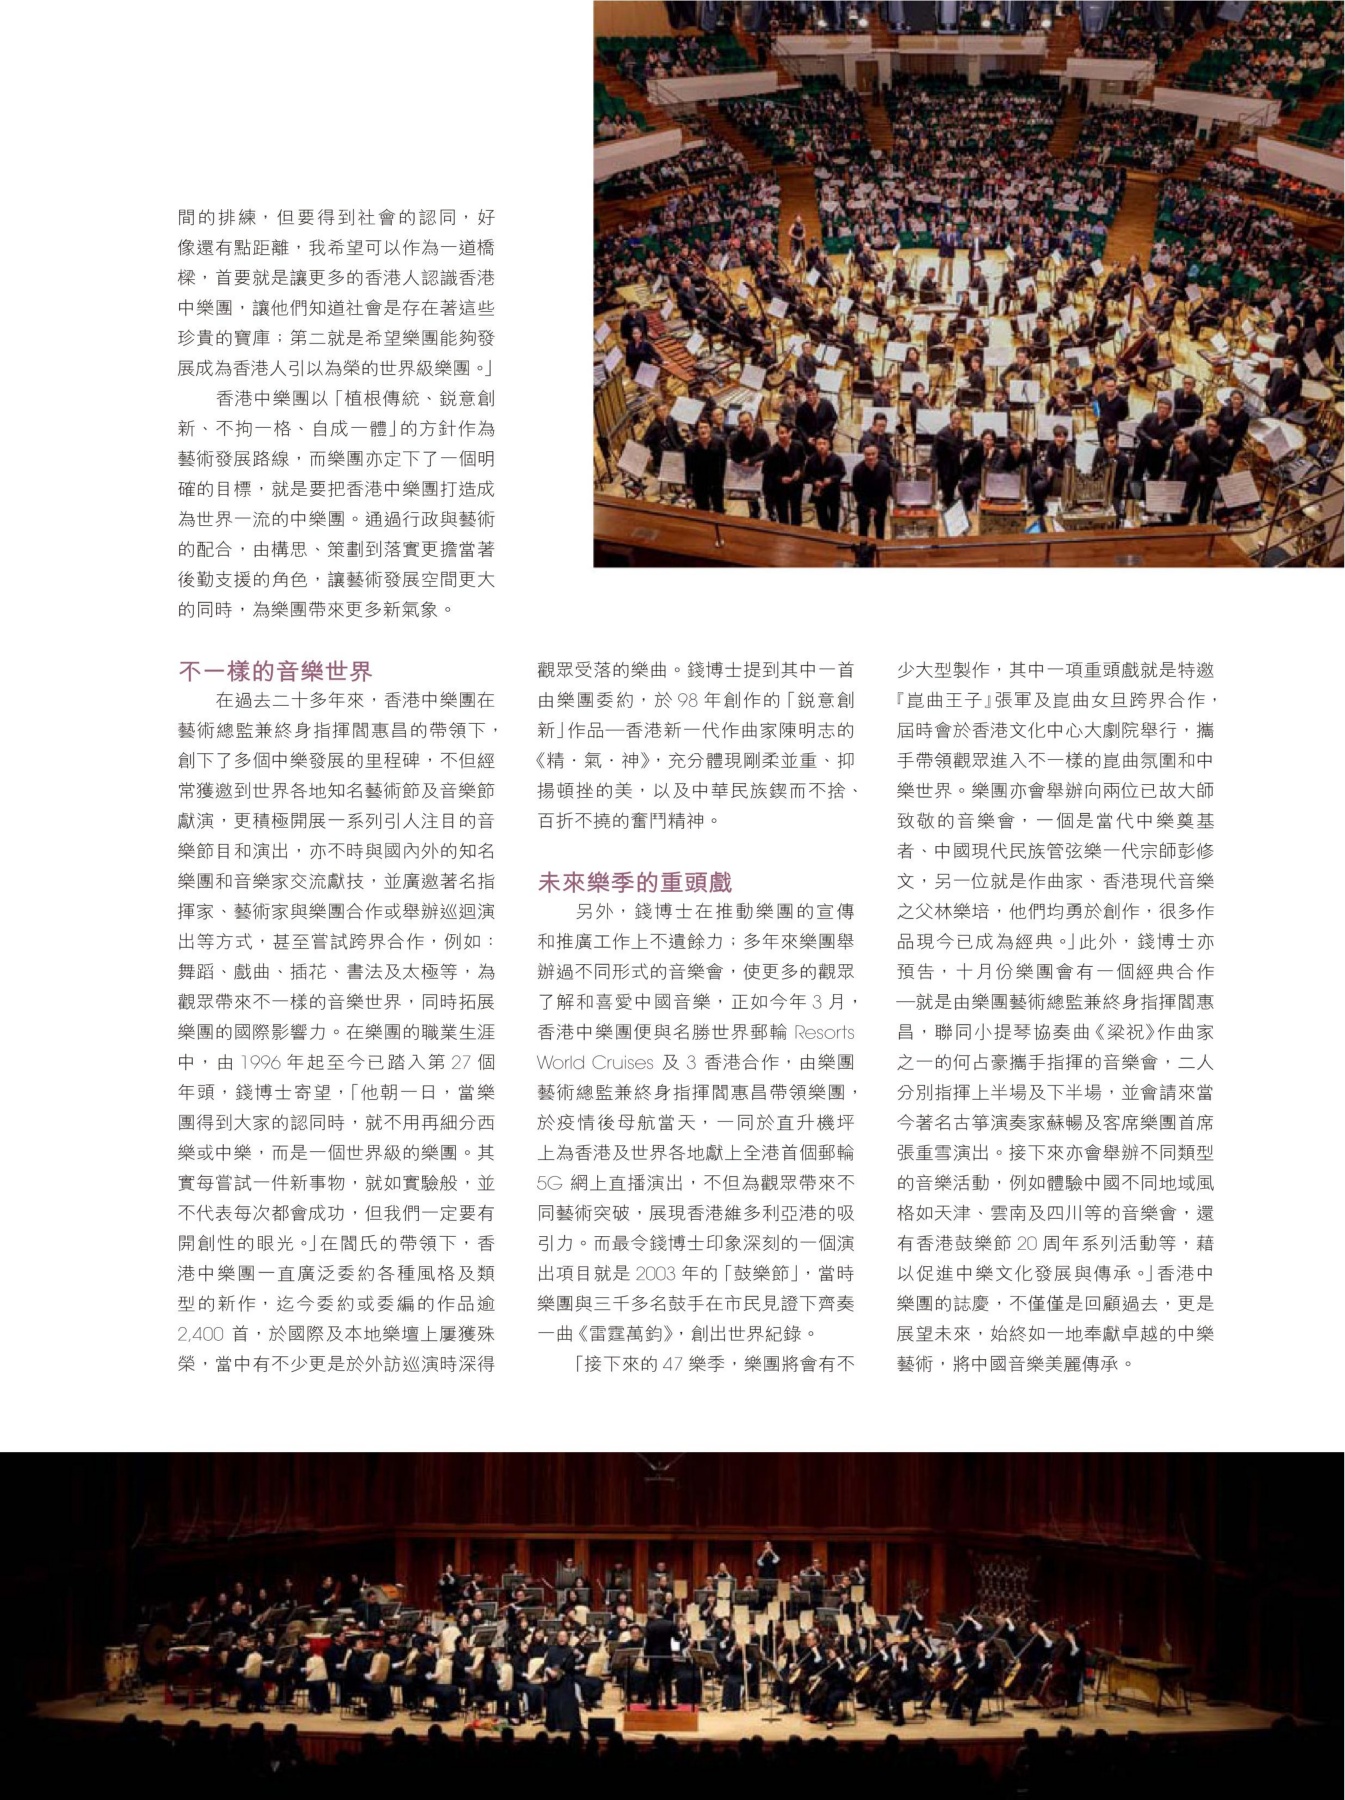 間的排練，但要得到社會的認同，好
像還有點距離，我希望可以作為一道橋
樑，首要就是讓更多的香港人認識香港
中樂團，讓他們知道社會是存在著這些
珍貴的寶庫；第二就是希望樂團能夠發
展成為香港人引以為榮的世界級樂團。」
香港中樂團以「植根傳統、鋭意創
新、不拘一格、自成一體」的方針作為
藝術發展路線，而樂團亦定下了一個明
確的目標，就是要把香港中樂團打造成
為世界一流的中樂團。通過行政與藝術
的配合，由構思、策劃到落實更擔當著
後勤支援的角色，讓藝術發展空間更大
的同時，為樂團帶來更多新氣象。
不一樣的音樂世界
在過去二十多年來，香港中樂團在
藝術總監兼終身指揮閻惠昌的帶領下，
創下了多個中樂發展的里程碑，不但經
常獲邀到世界各地知名藝術節及音樂節
獻演，更積極開展一系列引人注目的音
樂節目和演出，亦不時與國內外的知名
樂團和音樂家交流獻技，並廣邀著名指
揮家、藝術家與樂團合作或舉辦巡迴演
出等方式，甚至嘗試跨界合作，例如：
舞蹈、戲曲、插花、書法及太極等，為
觀眾帶來不一樣的音樂世界，同時拓展
樂團的國際影響力。在樂團的職業生涯
中，由 1996 年起至今已踏入第 27 個
年頭，錢博士寄望，「他朝一日，當樂
團得到大家的認同時，就不用再細分西
樂或中樂，而是一個世界級的樂團。其
實每嘗試一件新事物，就如實驗般，並
不代表每次都會成功，但我們一定要有
開創性的眼光。」在閻氏的帶領下，香
港中樂團一直廣泛委約各種風格及類
型的新作，迄今委約或委編的作品逾
2,400 首，於國際及本地樂壇上屢獲殊
榮，當中有不少更是於外訪巡演時深得
觀眾受落的樂曲。錢博士提到其中一首
由樂團委約，於 98 年創作的「鋭意創
新」作品—香港新一代作曲家陳明志的
《精．氣．神》，充分體現剛柔並重、抑
揚頓挫的美，以及中華民族鍥而不捨、
百折不撓的奮鬥精神。
未來樂季的重頭戲
另外，錢博士在推動樂團的宣傳
和推廣工作上不遺餘力；多年來樂團舉
辦過不同形式的音樂會，使更多的觀眾
了解和喜愛中國音樂，正如今年 3 月，
香港中樂團便與名勝世界郵輪 Resorts
World Cruises 及 3 香港合作，由樂團
藝術總監兼終身指揮閻惠昌帶領樂團，
於疫情後母航當天，一同於直升機坪
上為香港及世界各地獻上全港首個郵輪
5G 網上直播演出，不但為觀眾帶來不
同藝術突破，展現香港維多利亞港的吸
引力。而最令錢博士印象深刻的一個演
出項目就是 2003 年的「鼓樂節」，當時
樂團與三千多名鼓手在市民見證下齊奏
一曲《雷霆萬鈞》，創出世界紀錄。
「接下來的 47 樂季，樂團將會有不
少大型製作，其中一項重頭戲就是特邀
『崑曲王子』張軍及崑曲女旦跨界合作，
屆時會於香港文化中心大劇院舉行，攜
手帶領觀眾進入不一樣的崑曲氛圍和中
樂世界。樂團亦會舉辦向兩位已故大師
致敬的音樂會，一個是當代中樂奠基
者、中國現代民族管弦樂一代宗師彭修
文，另一位就是作曲家、香港現代音樂
之父林樂培，他們均勇於創作，很多作
品現今已成為經典。」此外，錢博士亦
預告，十月份樂團會有一個經典合作
—就是由樂團藝術總監兼終身指揮閻惠
昌，聯同小提琴協奏曲《梁祝》作曲家
之一的何占豪攜手指揮的音樂會，二人
分別指揮上半場及下半場，並會請來當
今著名古箏演奏家蘇暢及客席樂團首席
張重雪演出。接下來亦會舉辦不同類型
的音樂活動，例如體驗中國不同地域風
格如天津、雲南及四川等的音樂會，還
有香港鼓樂節 20 周年系列活動等，藉
以促進中樂文化發展與傳承。」香港中
樂團的誌慶，不僅僅是回顧過去，更是
展望未來，始終如一地奉獻卓越的中樂
藝術，將中國音樂美麗傳承。